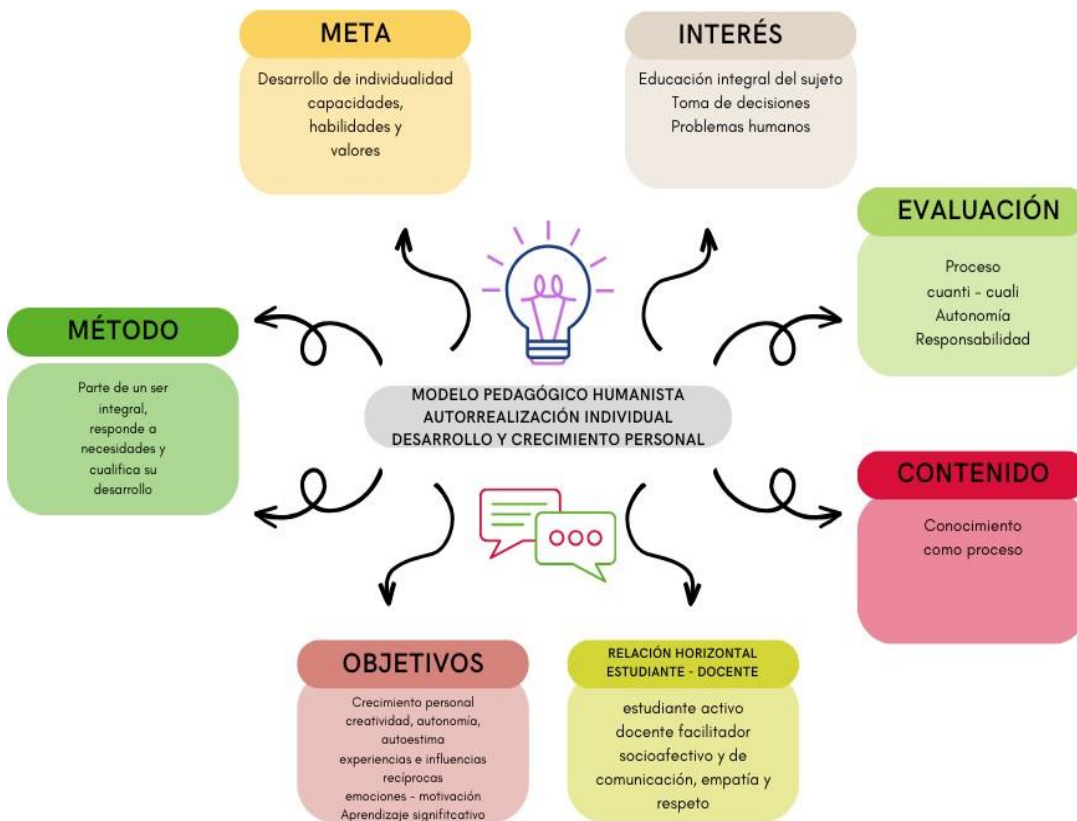 META
Desarrollo de individualidad
capacidades,
habilidades y
valores
INTERÉS
Educación integral del sujeto
Toma de decisiones
Problemas humanos
EVALUACIÓN
Proceso
cuanti - cuali
Autonomía
Responsabilidad
MÉTODO
Parte de un ser
integral,
responde a
necesidades y
cualifica su
desarrollo
MODELO PEDAGÓGICO HUMANISTA
AUTORREALIZACIÓN INDIVIDUAL
DESARROLLO Y CRECIMIENTO PERSONAL
CONTENIDO
Conocimiento
como proceso
OBJETIVOS
Crecimiento personal
creatividad, autonomía,
autoestima
experiencias e influencias
recíprocas
emociones - motivación
Aprendizaje signifitcativo
RELACIÓN HORIZONTAL
ESTUDIANTE - DOCENTE
estudiante activo
docente facilitador
socioafectivo y de
comunicación, empatía y
respeto